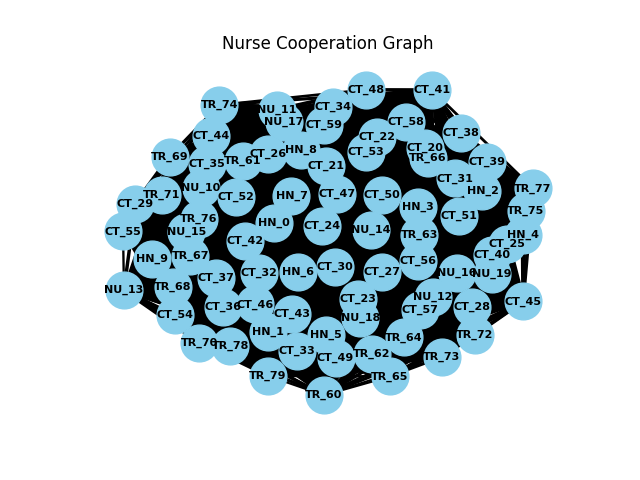 Nurse Cooperation Graph
CT_48
CT_41
TR_74
NU_11
CT_34
NU_17
CT_59
CT_58
CT_38
CT_44
CT_22
CT_20
CT_53
HN_8
CT_26
TR_66
TR_69
TR_61
CT_35
CT_21
CT_39
CT_31
HN_2
TR_77
NU_10
TR_71
CT_52
HN_7
CT_47
CT_50
CT_29
HN_3
TR_75
CT_51
TR_76
HN_0
CT_24
NU_14
TR_63
HN_4
CT_55
NU_15
CT_42
CT_25
CT_40
HN_9
TR_67
CT_56
CT_30
CT_32
HN_6
CT_27
NU_16
NU_19
CT_37
NU_13
TR_68
CT_23
NU_12
CT_45
CT_36
CT_46
CT_43
CT_57
CT_28
CT_54
NU_18
HN_1
HN_5
TR_64
TR_72
TR_78
CT_33
CT_49
TR_62
TR_73
TR_79
TR_65
TR_60